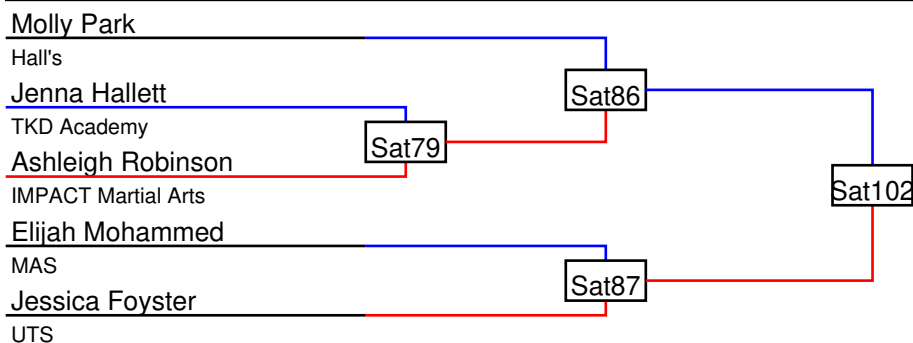 Molly Park
Hall's
Sat86
Jenna Hallett
TKD Academy
Sat79
Ashleigh Robinson
IMPACT Martial Arts
Sat102
Elijah Mohammed
MAS
Sat87
Jessica Foyster
UTS